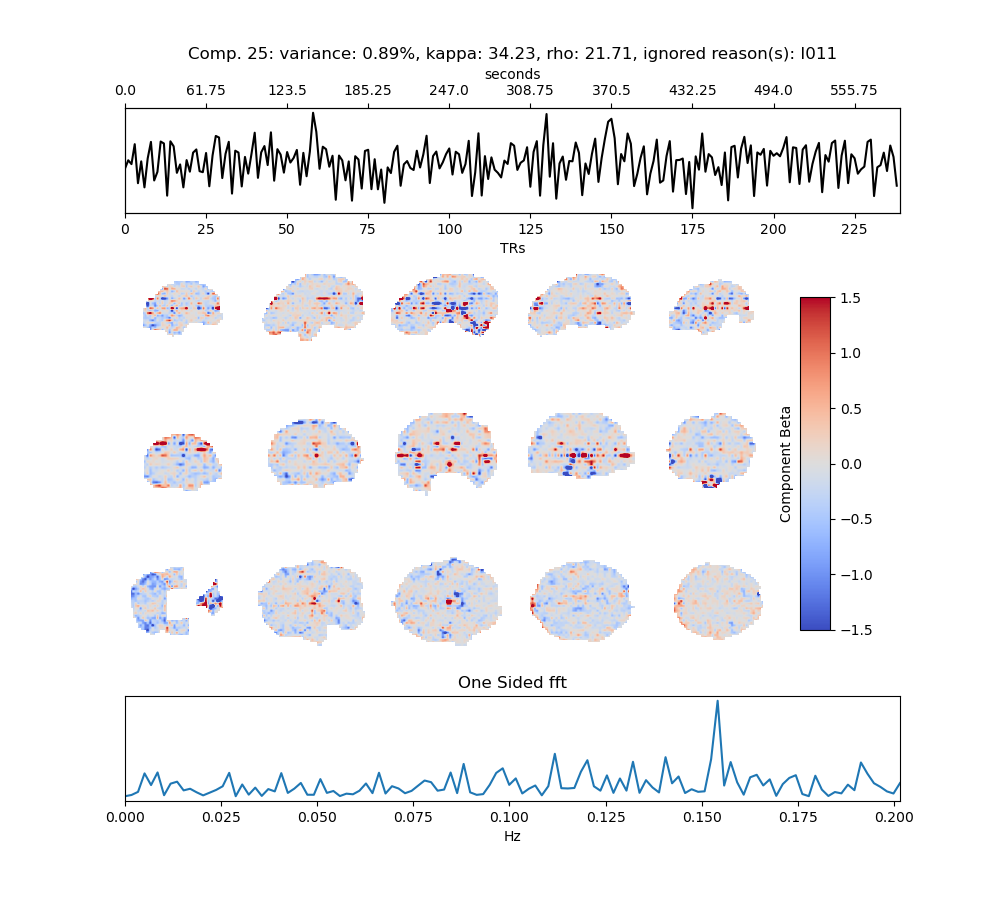 Comp. 25: variance: 0.89%, kappa: 34.23, rho: 21.71, ignored reason(s): I011
seconds
0.0 61.75 123.5 185.25 247.0 308.75 370.5 432.25 494.0 555.75
0 25 50 75 100 125 150 175 200 225
TRs
1.5
1.0
0.5
0.0
−0.5
−1.0
−1.5
Component Beta
One Sided fft
0.000 0.025 0.050 0.075 0.100 0.125 0.150 0.175 0.200
Hz